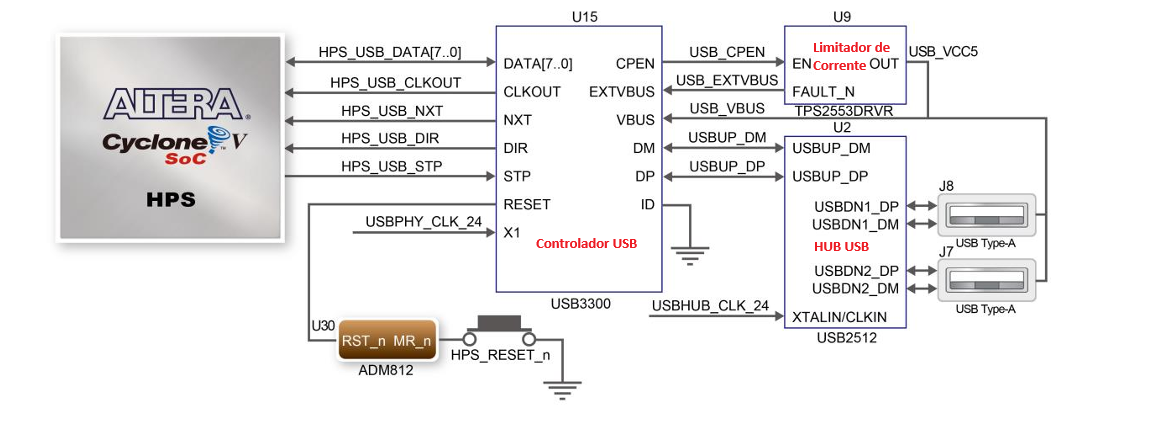 U15
U9
HPS_USB_DATA[7..0]
DATA[7..0]
CPEN
USB_CPEN
EN
Limitador de
Corrente
OUT
USB_VCC5
HPS_USB_CLKOUT
CLKOUT
EXTVBUS
USB_EXTVBUS
FAULT_N
TPS2553DRVR
ALTERA®
Cyclone V
SoC
HPS
HPS_USB_NXT
NXT
VBUS
USB_VBUS
U2
HPS_USB_DIR
DIR
DM
USBUP_DM
USBUP_DM
HPS_USB_STP
STP
DP
USBUP_DP
USBUP_DP
RESET
ID
USBPHY_CLK_24
X1
Controlador USB
USB3300
USBDN1_DP
USBDN1_DM
J8
USB Type-A
HUB USB
USBDN2_DP
USBDN2_DM
J7
USB Type-A
USBHUB_CLK_24
XTALIN/CLKIN
USB2512
U30
RST_n MR_n
ADM812
HPS_RESET_n